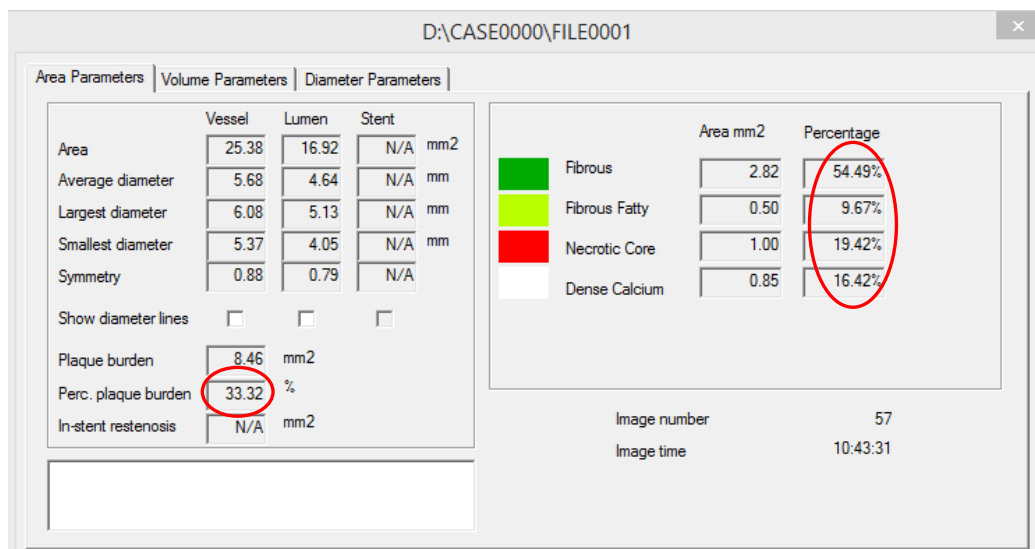 D:\CASE0000\FILE0001
Area Parameters Volume Parameters Diameter Parameters
Vessel Lumen Stent
Area 25.38 16.92 N/A mm2
Average diameter 5.68 4.64 N/A mm
Largest diameter 6.08 5.13 N/A mm
Smallest diameter 5.37 4.05 N/A mm
Symmetry 0.88 0.79 N/A
Show diameter lines
Plaque burden 8.46 mm2
Perc. plaque burden 33.32 %
In-stent restenosis N/A mm2
Area mm2 Percentage
Fibrous 2.82 54.49%
Fibrous Fatty 0.50 9.67%
Necrotic Core 1.00 19.42%
Dense Calcium 0.85 16.42%
Image number 57
Image time 10:43:31